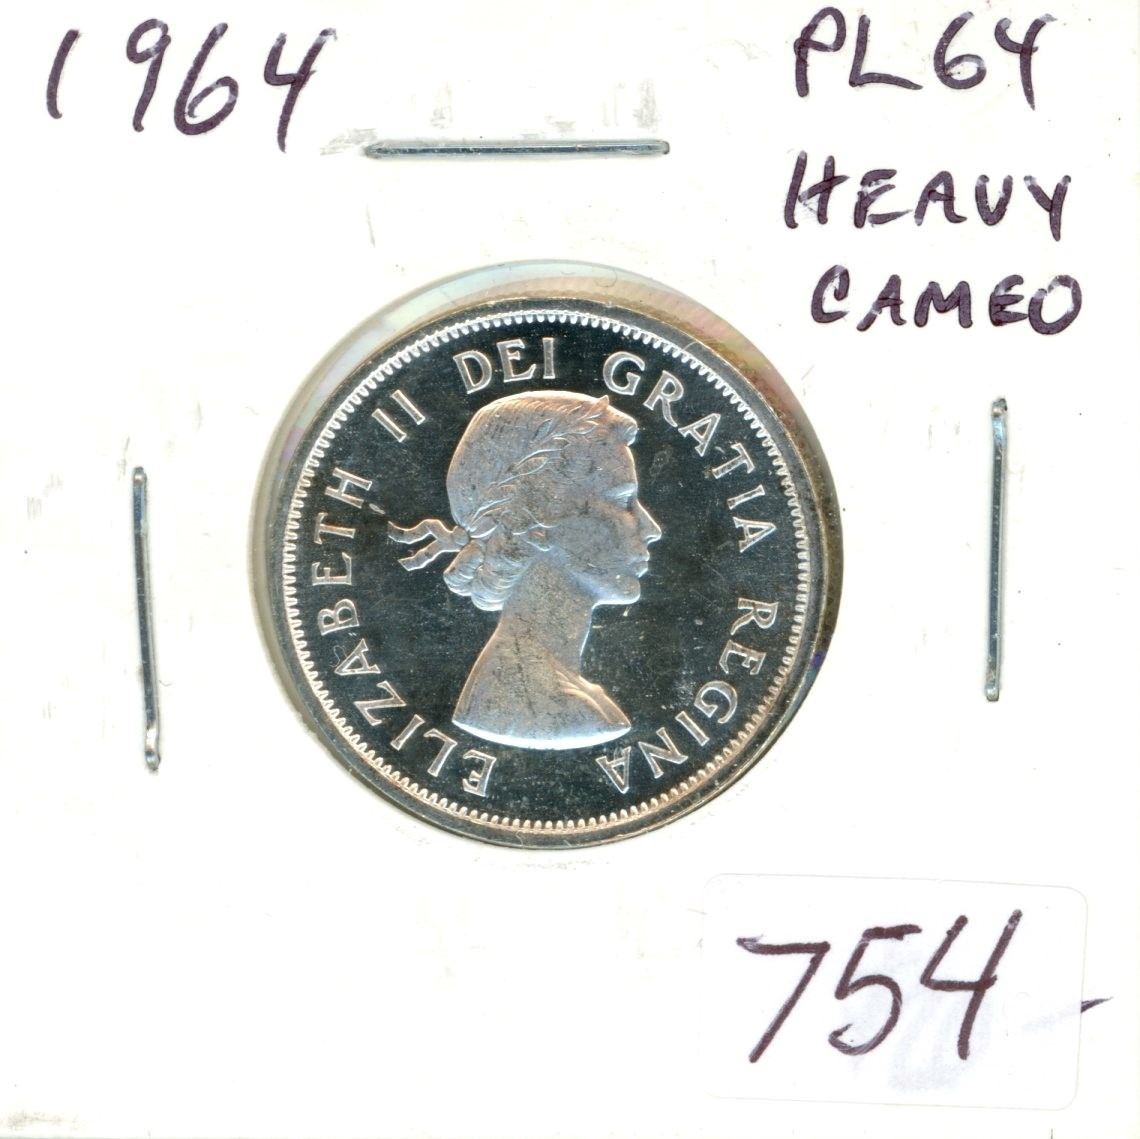 1964
PL64
HEAVY
CAMEO
ELIZABETH II DEI GRATIA REGINA
754